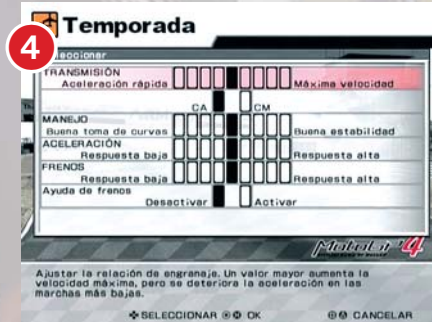 Temporada
4
Seleccionar
TRANSMISIÓN
Aceleración rápida Máxima velocidad
CA CM
MANEJO
Buena toma de curvas Buena estabilidad
ACELERACIÓN
Respuesta baja Respuesta alta
FRENOS
Respuesta baja Respuesta alta
Ayuda de frenos
Desactivar Activar
MotoGP '4
Ajustar la relación de engranaje. Un valor mayor aumenta la
velocidad máxima, pero se deteriora la aceleración en las
marchas más bajas.
SELECCIONAR OK CANCELAR